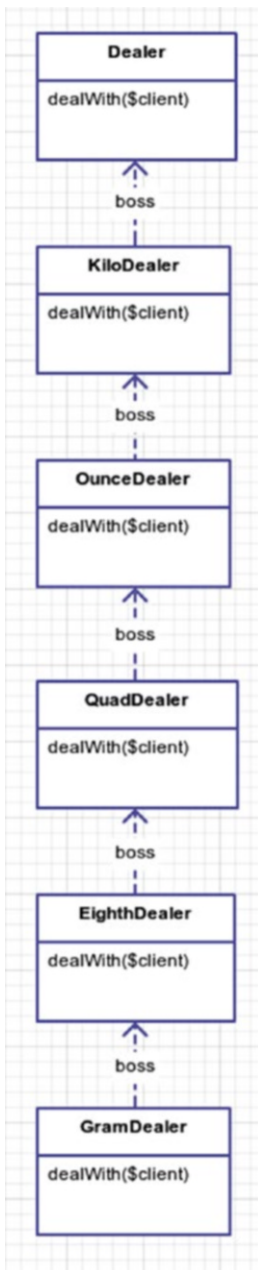 Dealer
dealWith($client)
boss
KiloDealer
dealWith($client)
boss
OunceDealer
dealWith($client)
boss
QuadDealer
dealWith($client)
boss
EighthDealer
dealWith($client)
boss
GramDealer
dealWith($client)